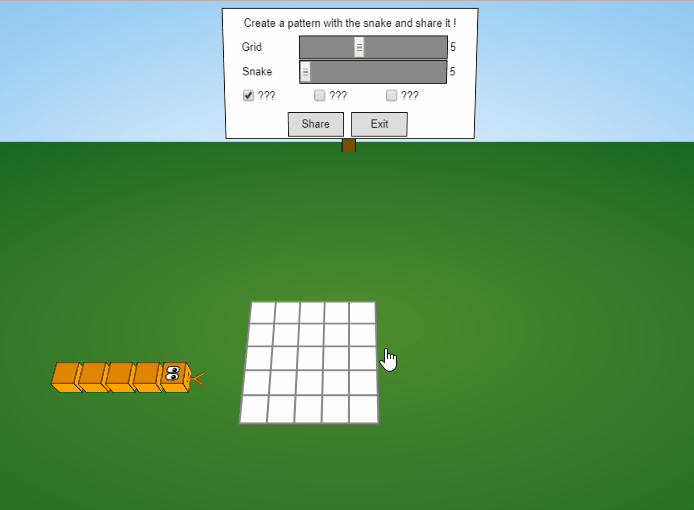 Create a pattern with the snake and share it !
Grid 5
Snake 5
??? ??? ???
Share Exit